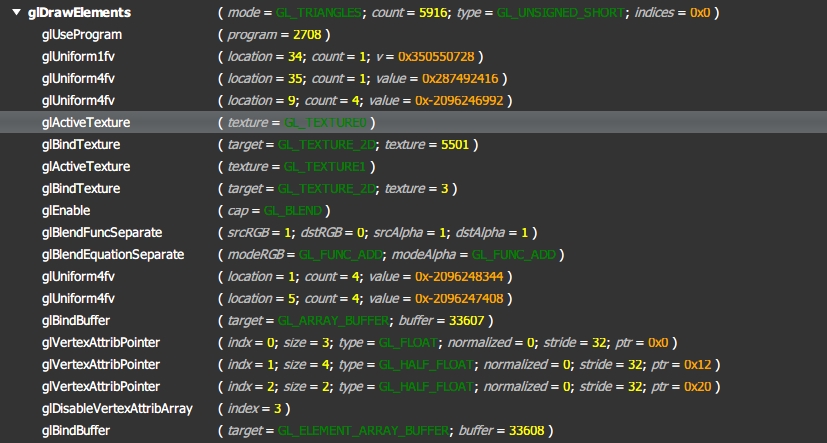 ▼ glDrawElements ( mode = GL_TRIANGLES; count = 5916; type = GL_UNSIGNED_SHORT; indices = 0x0 )
glUseProgram ( program = 2708 )
glUniform1fv ( location = 34; count = 1; v = 0x350550728 )
glUniform4fv ( location = 35; count = 1; value = 0x287492416 )
glUniform4fv ( location = 9; count = 4; value = 0x-2096246992 )
glActiveTexture ( texture = GL_TEXTURE0 )
glBindTexture ( target = GL_TEXTURE_2D; texture = 5501 )
glActiveTexture ( texture = GL_TEXTURE1 )
glBindTexture ( target = GL_TEXTURE_2D; texture = 3 )
glEnable ( cap = GL_BLEND )
glBlendFuncSeparate ( srcRGB = 1; dstRGB = 0; srcAlpha = 1; dstAlpha = 1 )
glBlendEquationSeparate ( modeRGB = GL_FUNC_ADD; modeAlpha = GL_FUNC_ADD )
glUniform4fv ( location = 1; count = 4; value = 0x-2096248344 )
glUniform4fv ( location = 5; count = 4; value = 0x-2096247408 )
glBindBuffer ( target = GL_ARRAY_BUFFER; buffer = 33607 )
glVertexAttribPointer ( indx = 0; size = 3; type = GL_FLOAT; normalized = 0; stride = 32; ptr = 0x0 )
glVertexAttribPointer ( indx = 1; size = 4; type = GL_HALF_FLOAT; normalized = 0; stride = 32; ptr = 0x12 )
glVertexAttribPointer ( indx = 2; size = 2; type = GL_HALF_FLOAT; normalized = 0; stride = 32; ptr = 0x20 )
glDisableVertexAttribArray ( index = 3 )
glBindBuffer ( target = GL_ELEMENT_ARRAY_BUFFER; buffer = 33608 )